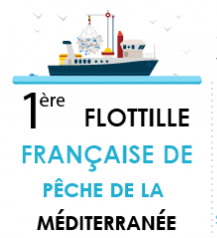 1ère FLOTTILLE
FRANÇAISE DE
PÊCHE DE LA
MÉDITERRANÉE